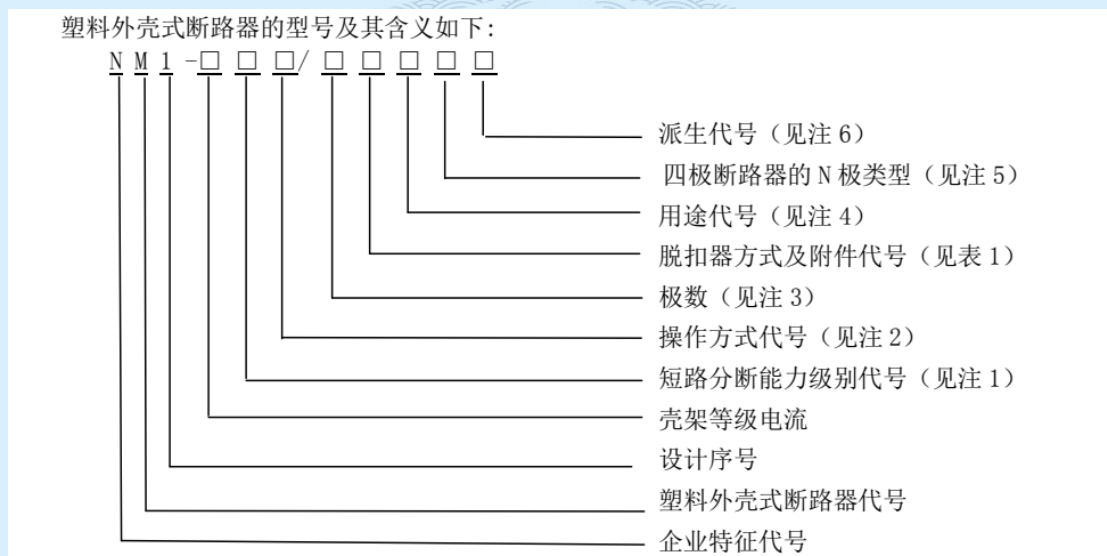 塑料外壳式断路器的型号及其含义如下:
N M 1 -□ □ □/ □ □ □ □ □
派生代号（见注 6）
四极断路器的 N 极类型（见注 5）
用途代号（见注 4）
脱扣器方式及附件代号（见表 1）
极数（见注 3）
操作方式代号（见注 2）
短路分断能力级别代号（见注 1）
壳架等级电流
设计序号
塑料外壳式断路器代号
企业特征代号